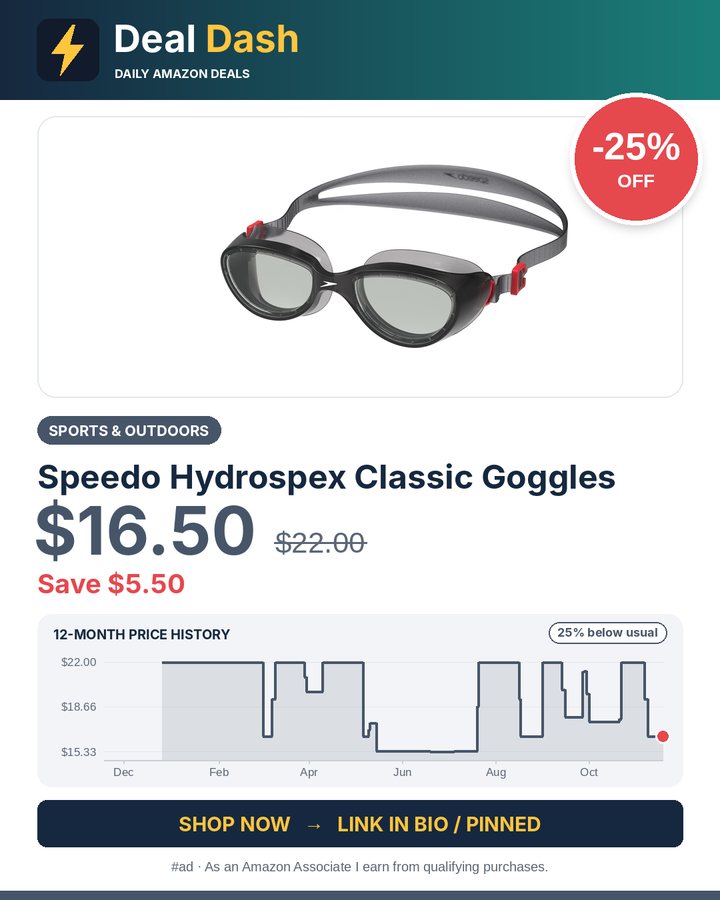 Deal Dash
DAILY AMAZON DEALS
-25%
OFF
speedo
SPORTS & OUTDOORS
Speedo Hydrospex Classic Goggles
$16.50 $22.00
Save $5.50
12-MONTH PRICE HISTORY
25% below usual
$22.00
$18.66
$15.33
Dec Feb Apr Jun Aug Oct
SHOP NOW → LINK IN BIO / PINNED
#ad · As an Amazon Associate I earn from qualifying purchases.